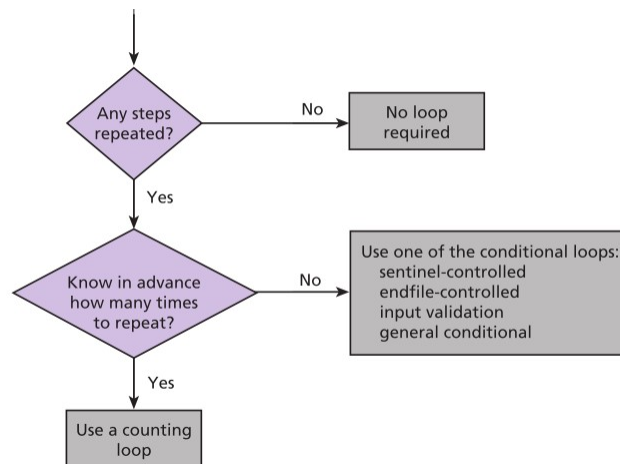 Any steps
repeated?
No
No loop
required
Yes
Know in advance
how many times
to repeat?
No
Use one of the conditional loops:
sentinel-controlled
endfile-controlled
input validation
general conditional
Yes
Use a counting
loop